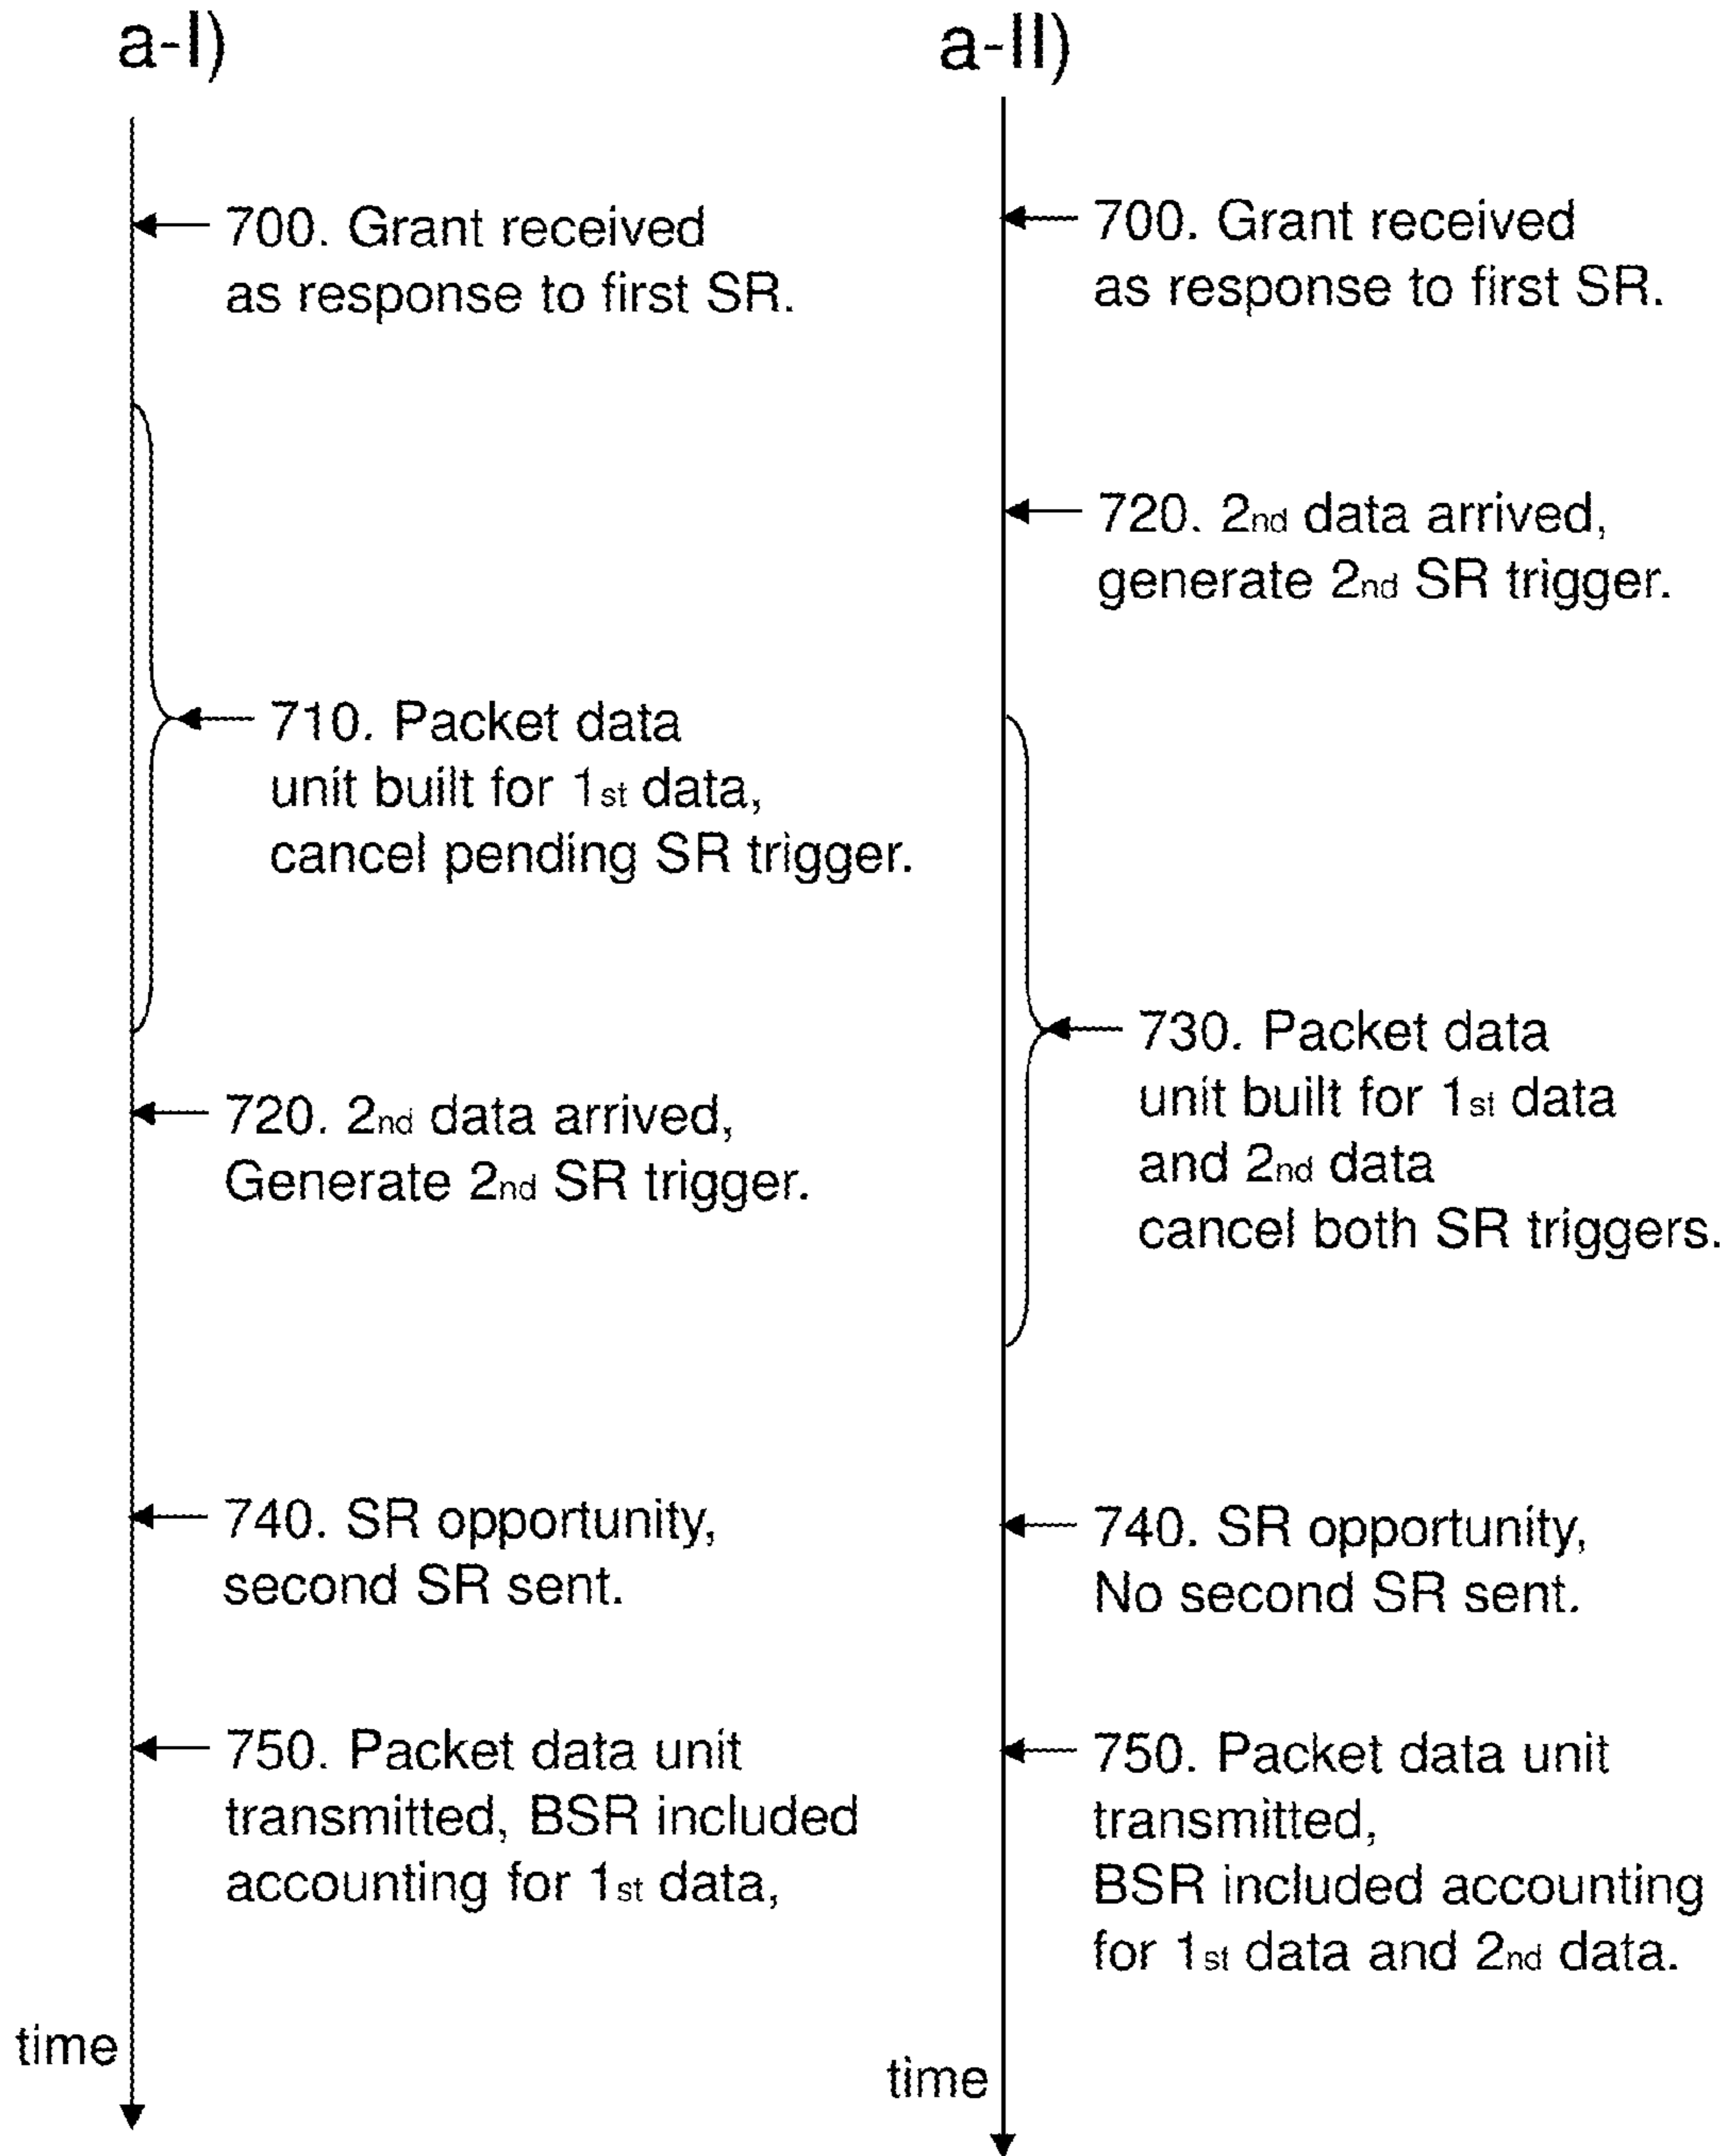 a-I)
700. Grant received
as response to first SR.
710. Packet data
unit built for 1st data,
cancel pending SR trigger.
720. 2nd data arrived,
Generate 2nd SR trigger.
740. SR opportunity,
second SR sent.
750. Packet data unit
transmitted, BSR included
accounting for 1st data,
time
a-II)
700. Grant received
as response to first SR.
720. 2nd data arrived,
generate 2nd SR trigger.
730. Packet data
unit built for 1st data
and 2nd data
cancel both SR triggers.
740. SR opportunity,
No second SR sent.
750. Packet data unit
transmitted,
BSR included accounting
for 1st data and 2nd data.
time